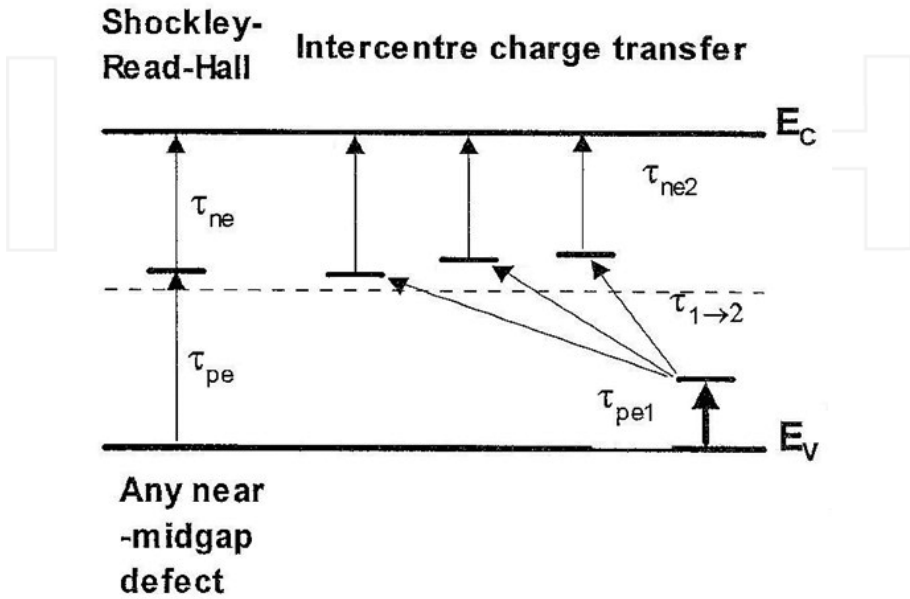 Shockley-
Read-Hall
Intercentre charge transfer
E_C
τ_ne
τ_ne2
τ_1→2
τ_pe
τ_pe1
E_V
Any near
-midgap
defect